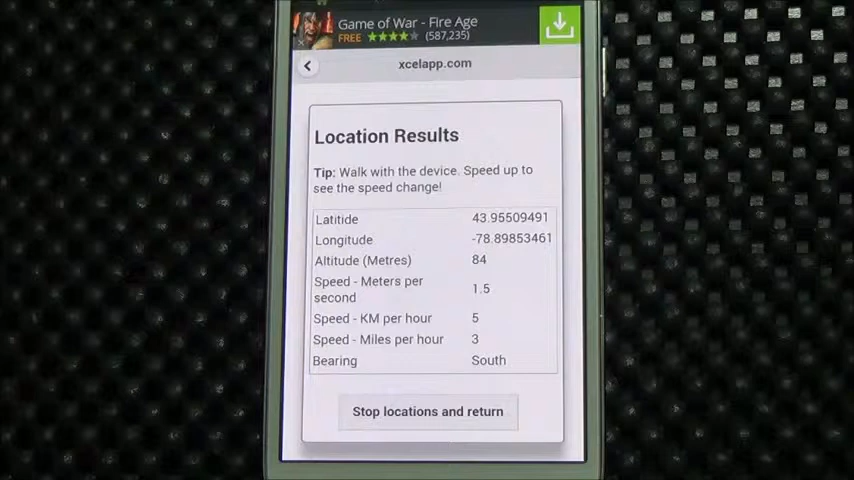 Game of War - Fire Age
FREE (587,235)
xcelapp.com
Location Results
Tip: Walk with the device. Speed up to
see the speed change!
Latitide 43.95509491
Longitude -78.89853461
Altitude (Metres) 84
Speed - Meters per
second 1.5
Speed - KM per hour 5
Speed - Miles per hour 3
Bearing South
Stop locations and return